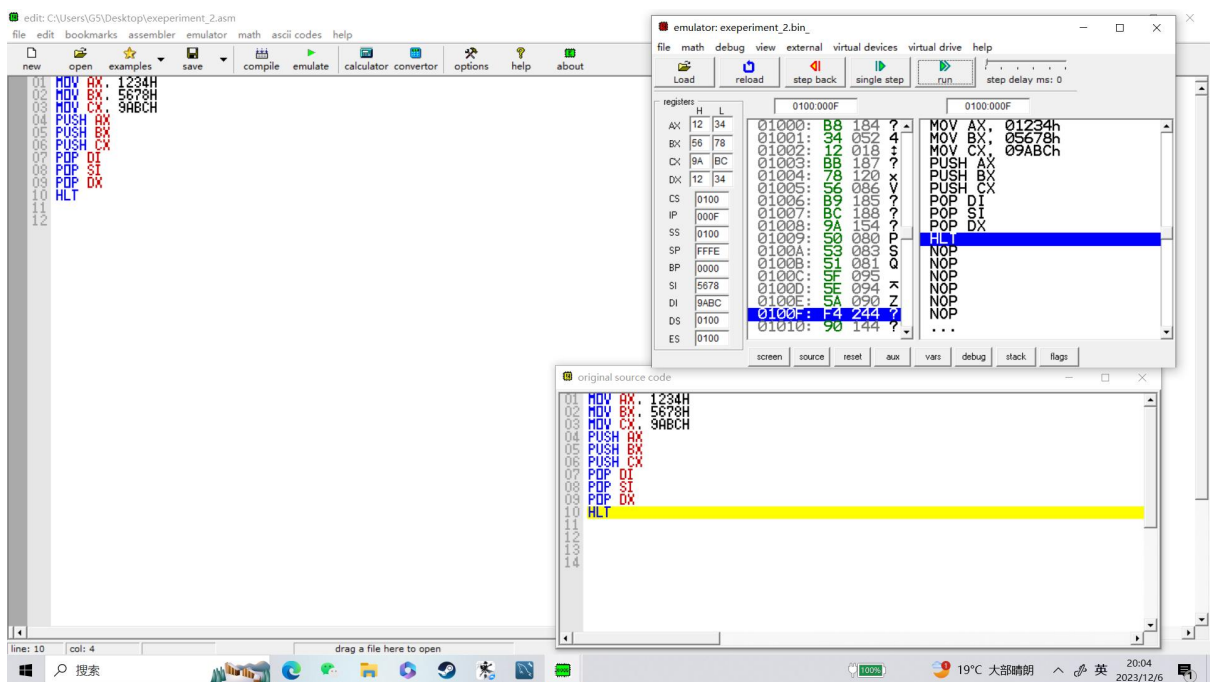 edit: C:\Users\G5\Desktop\exeperiment_2.asm
file edit bookmarks assembler emulator math ascii codes help
new open examples save compile emulate calculator convertor options help about
01 MOV AX, 1234H
02 MOV BX, 5678H
03 MOV CX, 9ABCH
04 PUSH AX
05 PUSH BX
06 PUSH CX
07 POP DI
08 POP SI
09 POP DX
10 HLT
11
12
line: 10 col: 4 drag a file here to open
emulator: exeperiment_2.bin_
file math debug view external virtual devices virtual drive help
Load reload step back single step run step delay ms: 0
registers
H L
AX 12 34
BX 56 78
CX 9A BC
DX 12 34
CS 0100
IP 000F
SS 0100
SP FFFE
BP 0000
SI 5678
DI 9ABC
DS 0100
ES 0100
0100:000F
01000: B8 184 ?
01001: 34 052 4
01002: 12 018 ↕
01003: BB 187 ?
01004: 78 120 x
01005: 56 086 V
01006: B9 185 ?
01007: BC 188 ?
01008: 9A 154 ?
01009: 50 080 P
0100A: 53 083 S
0100B: 51 081 Q
0100C: 5F 095
0100D: 5E 094
0100E: 5A 090 Z
0100F: F4 244 ?
01010: 90 144 ?
0100:000F
MOV AX, 01234h
MOV BX, 05678h
MOV CX, 09ABCh
PUSH AX
PUSH BX
PUSH CX
POP DI
POP SI
POP DX
HLT
NOP
NOP
NOP
NOP
NOP
...
screen source reset aux vars debug stack flags
original source code
01 MOV AX, 1234H
02 MOV BX, 5678H
03 MOV CX, 9ABCH
04 PUSH AX
05 PUSH BX
06 PUSH CX
07 POP DI
08 POP SI
09 POP DX
10 HLT
11
12
13
14
搜索
100%
19°C 大部晴朗
英
20:04
2023/12/6